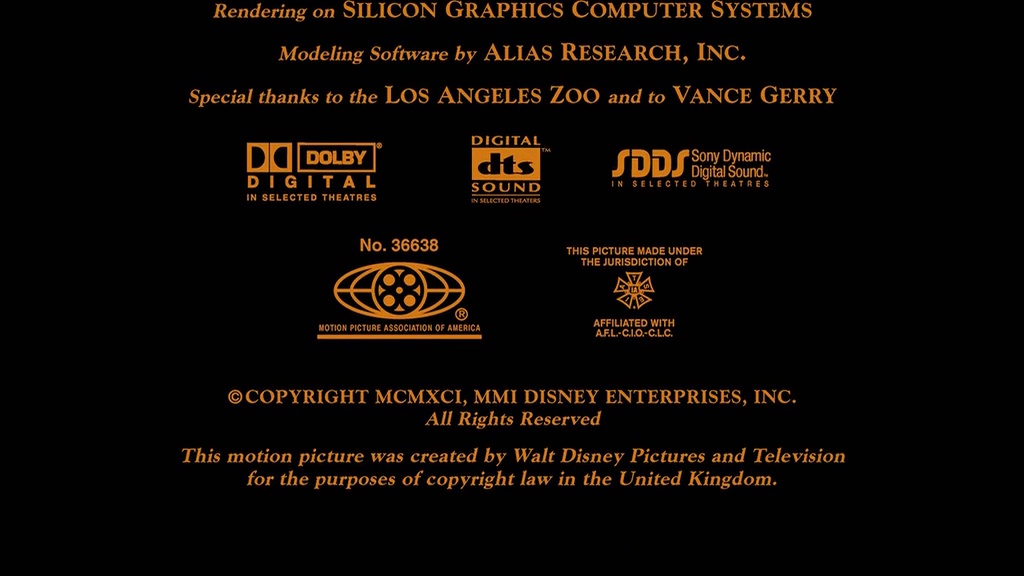 Rendering on SILICON GRAPHICS COMPUTER SYSTEMS
Modeling Software by ALIAS RESEARCH, INC.
Special thanks to the LOS ANGELES ZOO and to VANCE GERRY
DOLBY®
DIGITAL
IN SELECTED THEATRES
DIGITAL
dts™
SOUND
IN SELECTED THEATERS
SDDS Sony Dynamic
Digital Sound™
IN SELECTED THEATRES
No. 36638
®
MOTION PICTURE ASSOCIATION OF AMERICA
THIS PICTURE MADE UNDER
THE JURISDICTION OF
IATSE
AFFILIATED WITH
A.F.L.-C.I.O.-C.L.C.
©COPYRIGHT MCMXCI, MMI DISNEY ENTERPRISES, INC.
All Rights Reserved
This motion picture was created by Walt Disney Pictures and Television
for the purposes of copyright law in the United Kingdom.